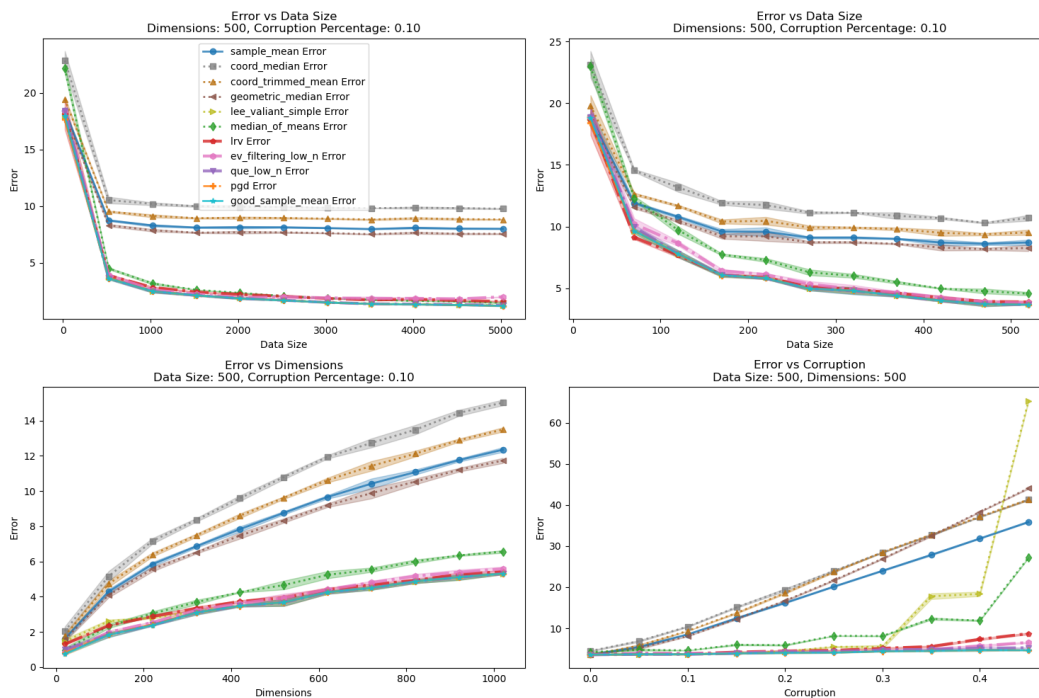 Error vs Data Size
Dimensions: 500, Corruption Percentage: 0.10
Error
20
15
10
5
0
1000
2000
3000
4000
5000
Data Size
sample_mean Error
coord_median Error
coord_trimmed_mean Error
geometric_median Error
lee_valiant_simple Error
median_of_means Error
lrv Error
ev_filtering_low_n Error
que_low_n Error
pgd Error
good_sample_mean Error
Error vs Data Size
Dimensions: 500, Corruption Percentage: 0.10
Error
25
20
15
10
5
0
100
200
300
400
500
Data Size
Error vs Dimensions
Data Size: 500, Corruption Percentage: 0.10
Error
14
12
10
8
6
4
2
0
0
200
400
600
800
1000
Dimensions
Error vs Corruption
Data Size: 500, Dimensions: 500
Error
60
50
40
30
20
10
0.0
0.1
0.2
0.3
0.4
Corruption